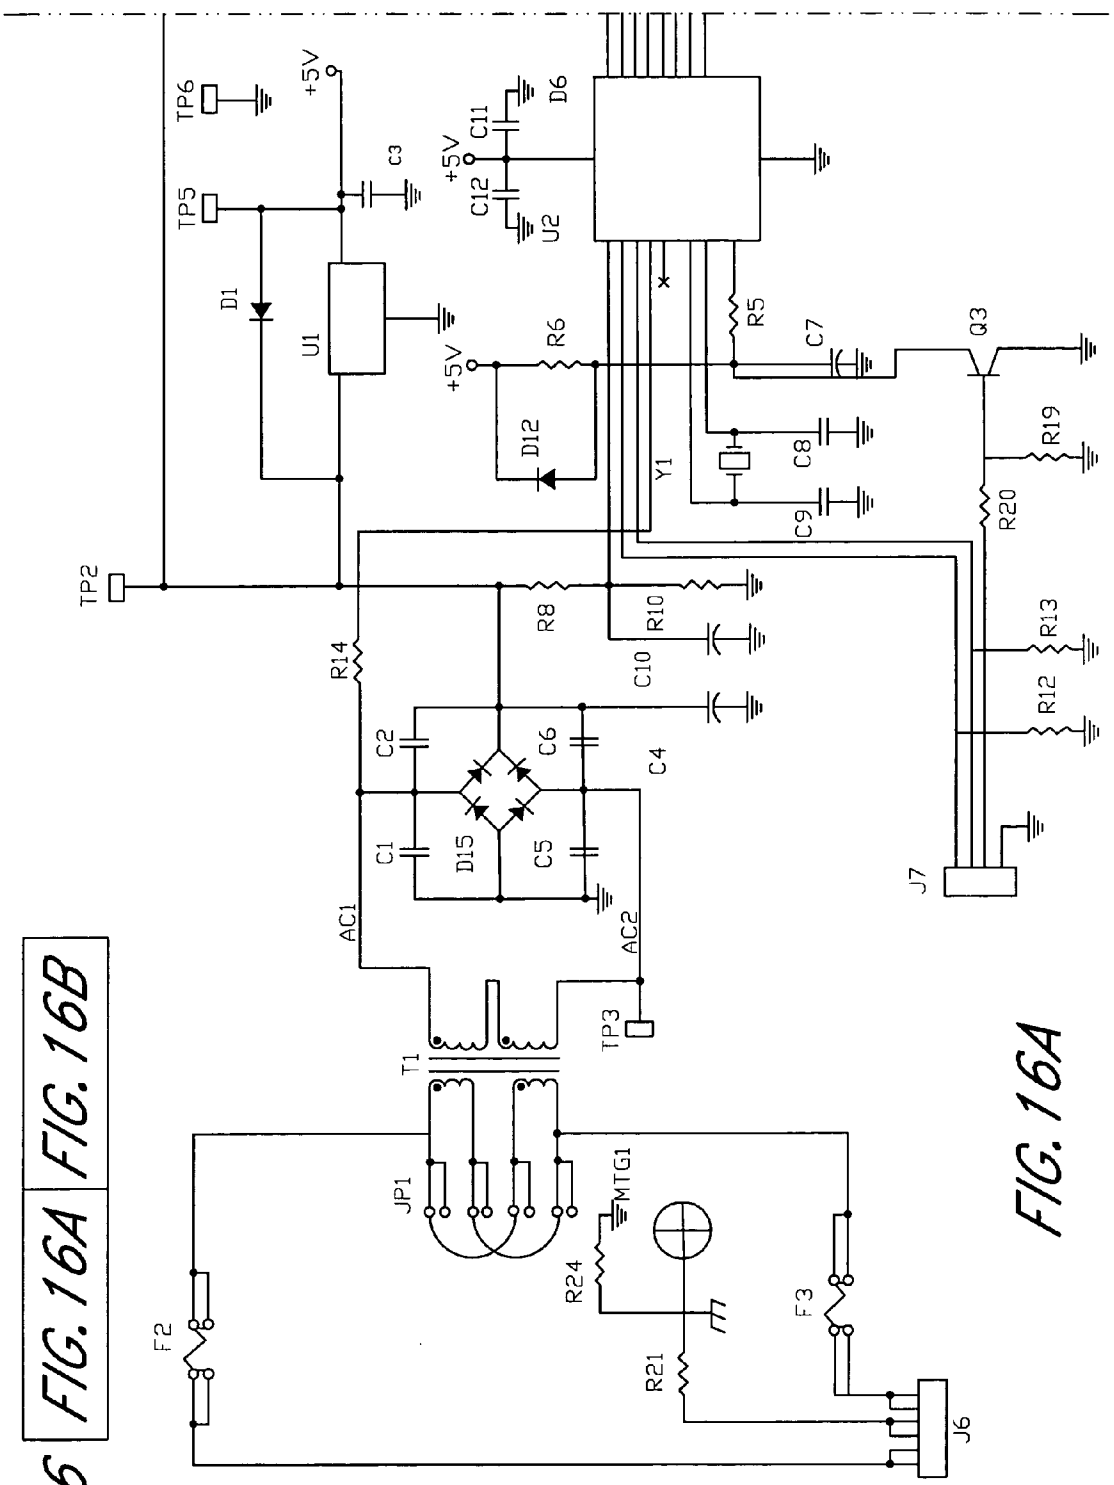 6
FIG. 16A
FIG. 16B
TP6
+5V
TP5
C3
D1
U1
TP2
+5V
C11
C12
D6
U2
+5V
R6
D12
R5
C7
Q3
Y1
C8
C9
R19
R20
R14
R8
R10
C10
C4
R13
R12
J7
C2
C6
C1
D15
C5
AC1
AC2
T1
TP3
JP1
MTG1
R24
R21
F2
F3
J6
FIG. 16A